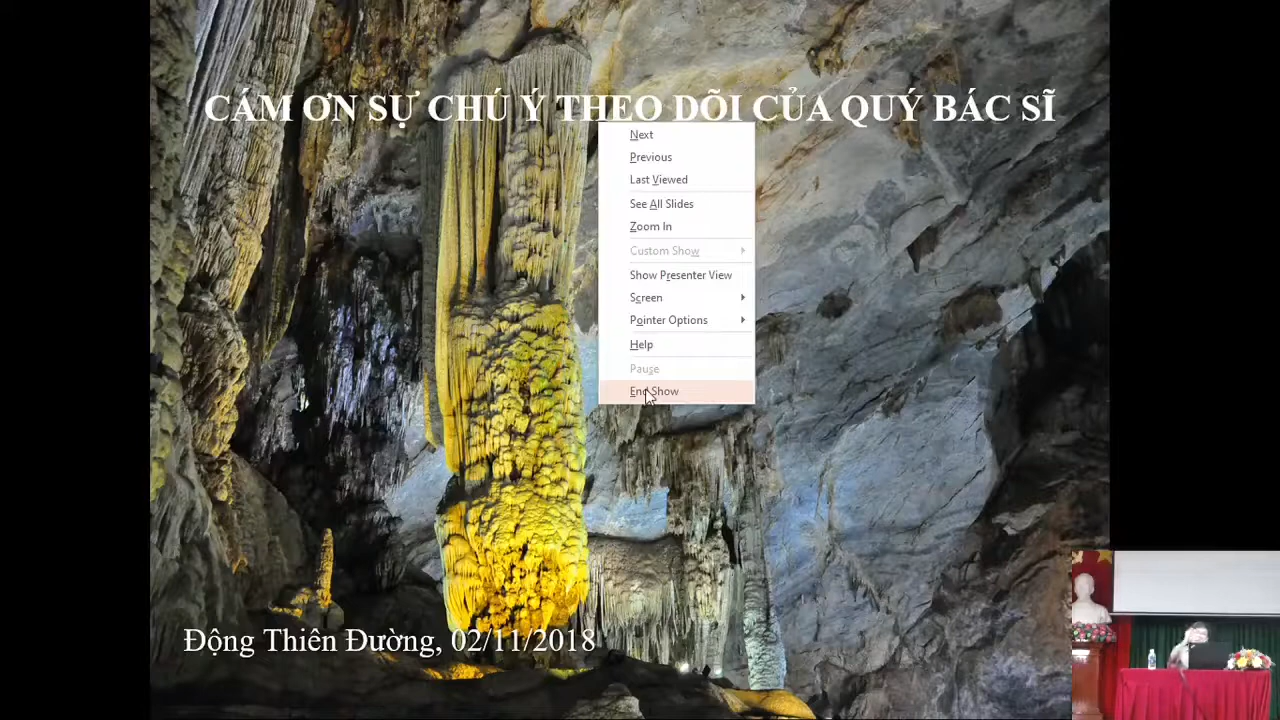 CÁM ƠN SỰ CHÚ Ý THEO DÕI CỦA QUÝ BÁC SĨ
Next
Previous
Last Viewed
See All Slides
Zoom In
Custom Show
Show Presenter View
Screen
Pointer Options
Help
Pause
End Show
Động Thiên Đường, 02/11/2018